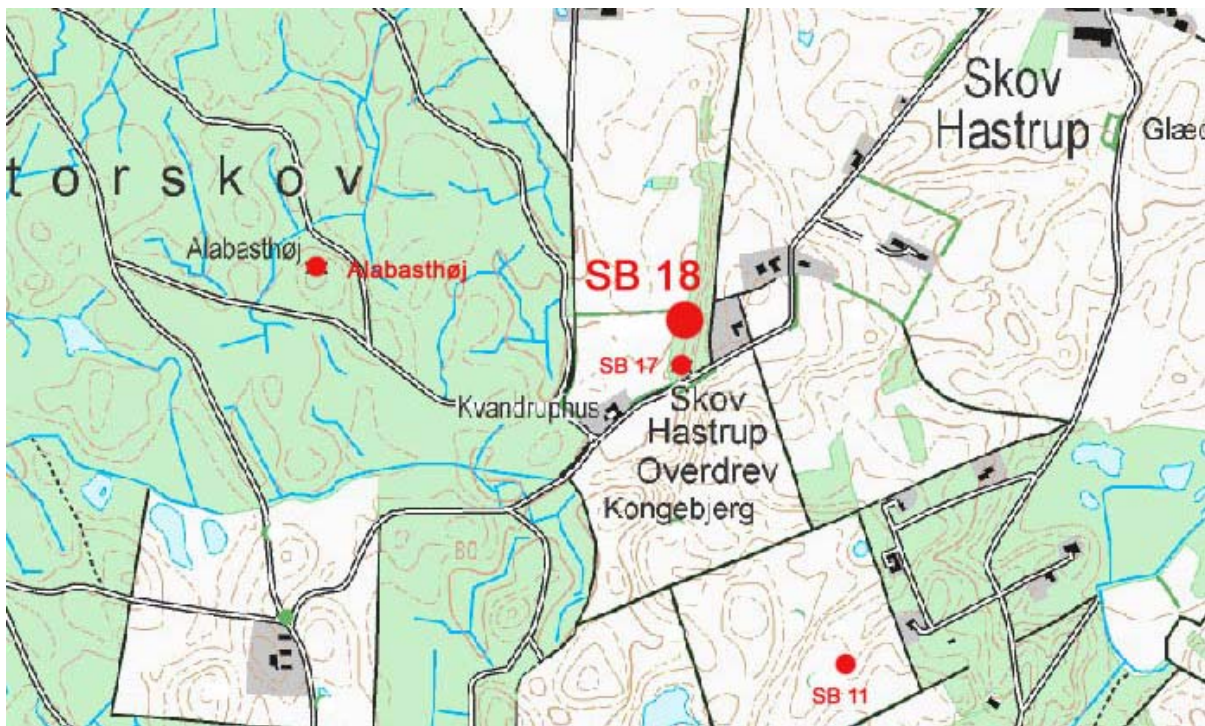 Skov
Hastrup
Glæd
torskov
Alabasthøj
Alabasthøj
SB 18
SB 17
Kvandruphus
Skov
Hastrup
Overdrev
Kongebjerg
80
SB 11